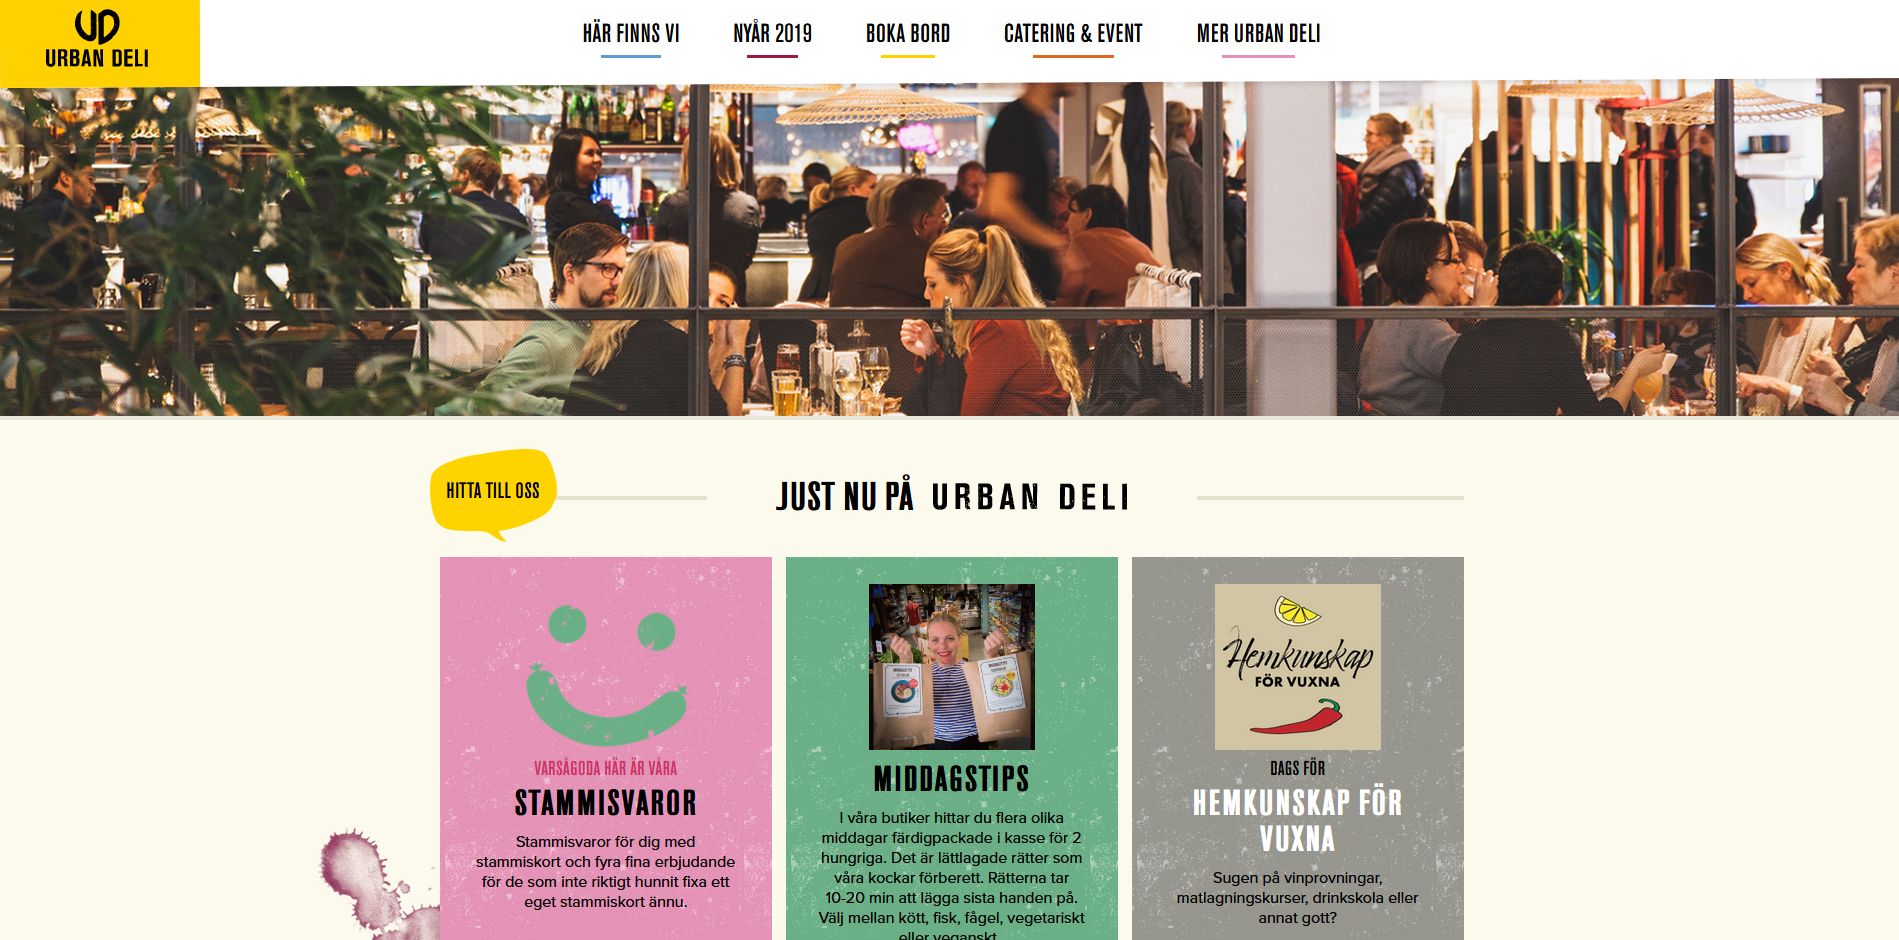 URBAN DELI
HÄR FINNS VI
NYÅR 2019
BOKA BORD
CATERING & EVENT
MER URBAN DELI
HITTA TILL OSS
JUST NU PÅ URBAN DELI
VARSÅGODA HÄR ÄR VÅRA
STAMMISVAROR
Stammisvaror för dig med
stammiskort och fyra fina erbjudande
för de som inte riktigt hunnit fixa ett
eget stammiskort ännu.
MIDDAGSTIPS
MIDDAGSTIPS
MIDDAGSTIPS
I våra butiker hittar du flera olika
middagar färdigpackade i kasse för 2
hungriga. Det är lättlagade rätter som
våra kockar förberett. Rätterna tar
10-20 min att lägga sista handen på.
Välj mellan kött, fisk, fågel, vegetariskt
eller veganskt.
Hemkunskap
FÖR VUXNA
DAGS FÖR
HEMKUNSKAP FÖR
VUXNA
Sugen på vinprovningar,
matlagningskurser, drinkskola eller
annat gott?